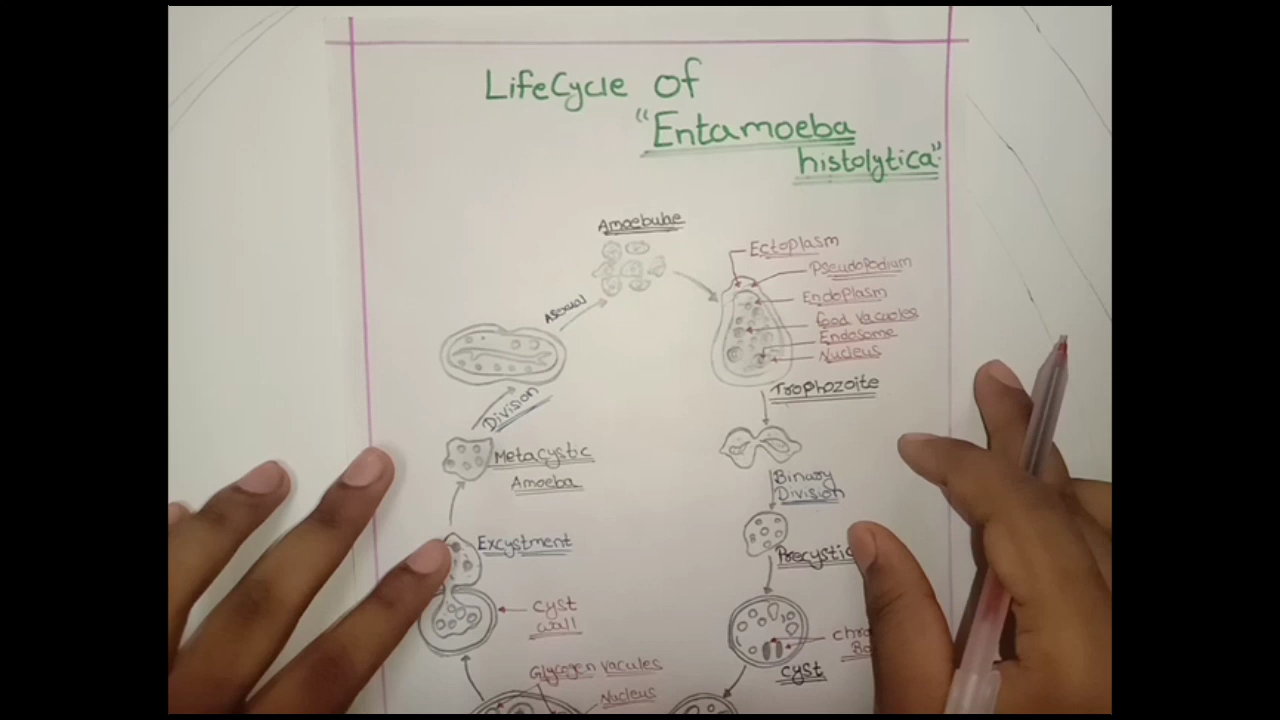 LifeCycle of
"Entamoeba
histolytica".
Amoebulae
Ectoplasm
Pseudopodium
Endoplasm
food vacuoles
Endosome
Nucleus
Trophozoite
Asexual
Division
Metacystic
Amoeba
Binary
Division
Excystment
Precystic
cyst
wall
cyst
Glycogen vacules
Nucleus